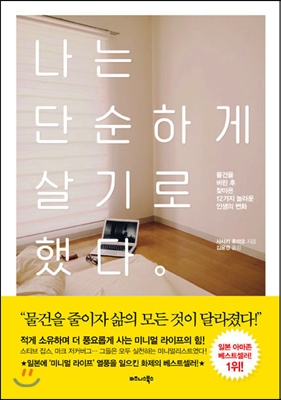 나는
단순하게
살기로
했다。
물건을
버린 후
찾아온
12가지 놀라운
인생의 변화
사사키 후미오 지음
김윤경 옮김
“물건을 줄이자 삶의 모든 것이 달라졌다!”
적게 소유하며 더 풍요롭게 사는 미니멀 라이프의 힘!
스티브 잡스, 마크 저커버그… 그들은 모두 실천하는 미니멀리스트였다!
*일본에 ‘미니멀 라이프’ 열풍을 일으킨 화제의 베스트셀러!*
일본 아마존
베스트셀러
1위!
비즈니스북스
yes24